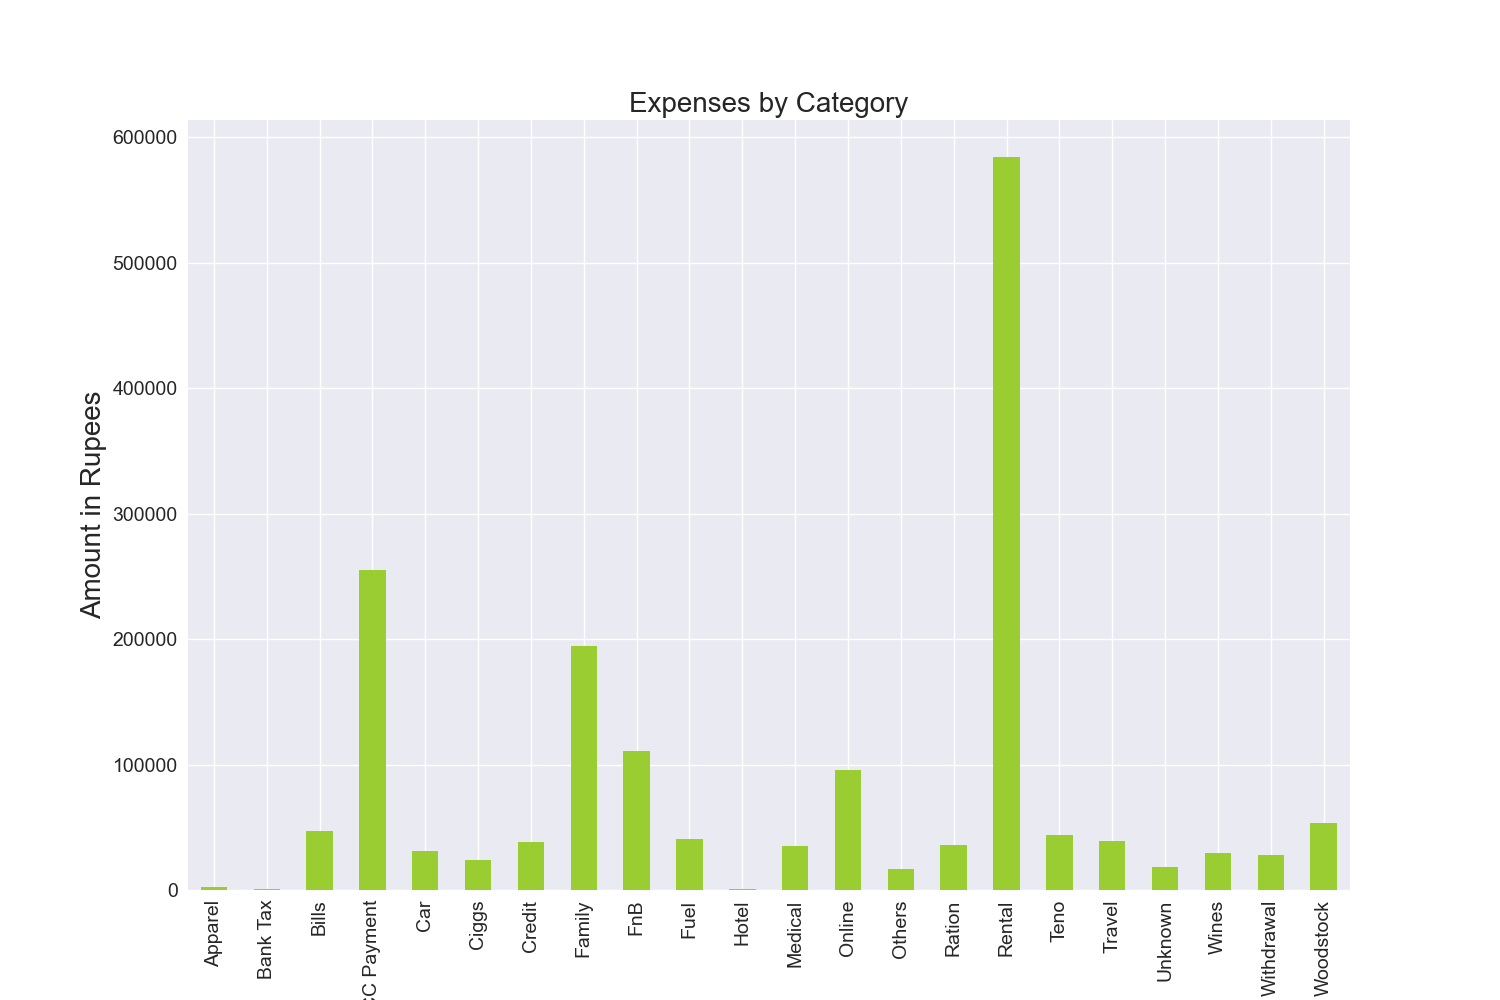 Expenses by Category
Amount in Rupees
600000
500000
400000
300000
200000
100000
0
Apparel
Bank Tax
Bills
CC Payment
Car
Ciggs
Credit
Family
FnB
Fuel
Hotel
Medical
Online
Others
Ration
Rental
Teno
Travel
Unknown
Wines
Withdrawal
Woodstock